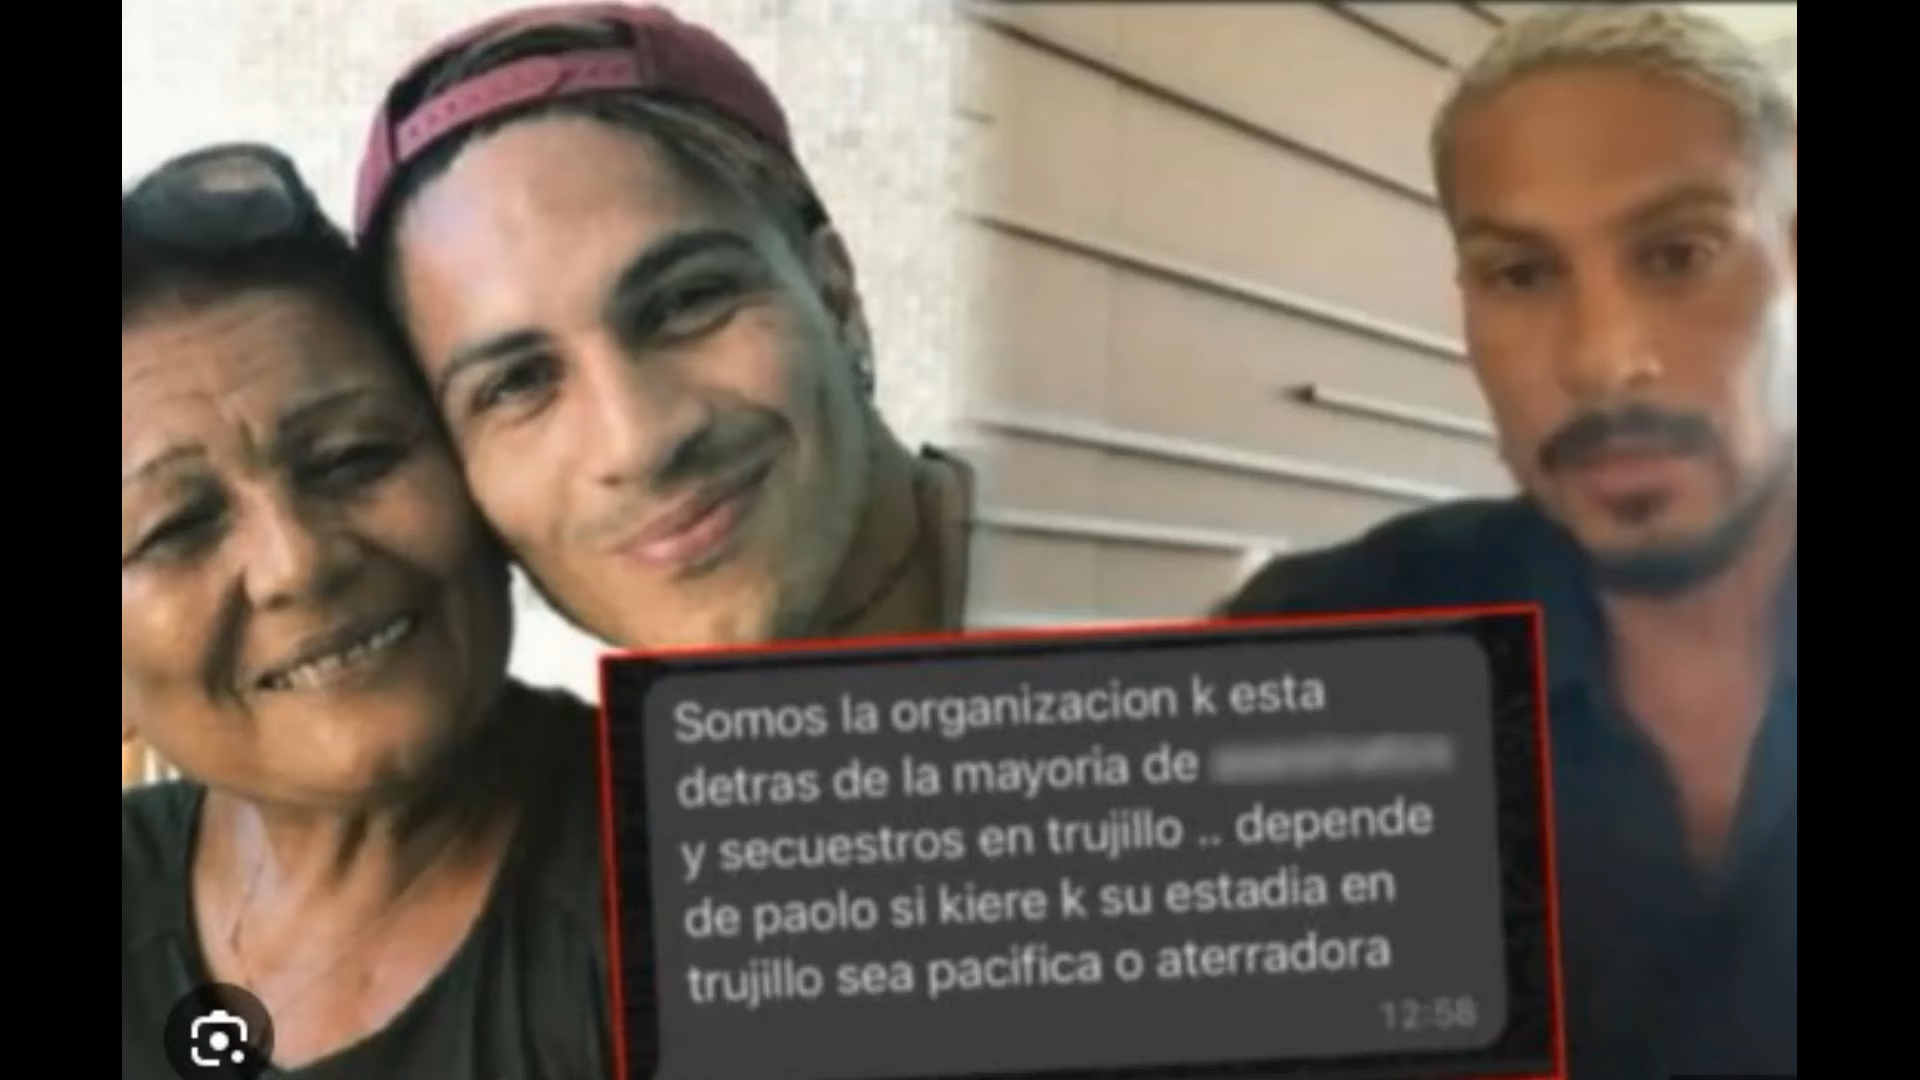 Somos la organizacion k esta
detras de la mayoria de
y secuestros en trujillo .. depende
de paolo si kiere k su estadia en
trujillo sea pacifica o aterradora
12:58